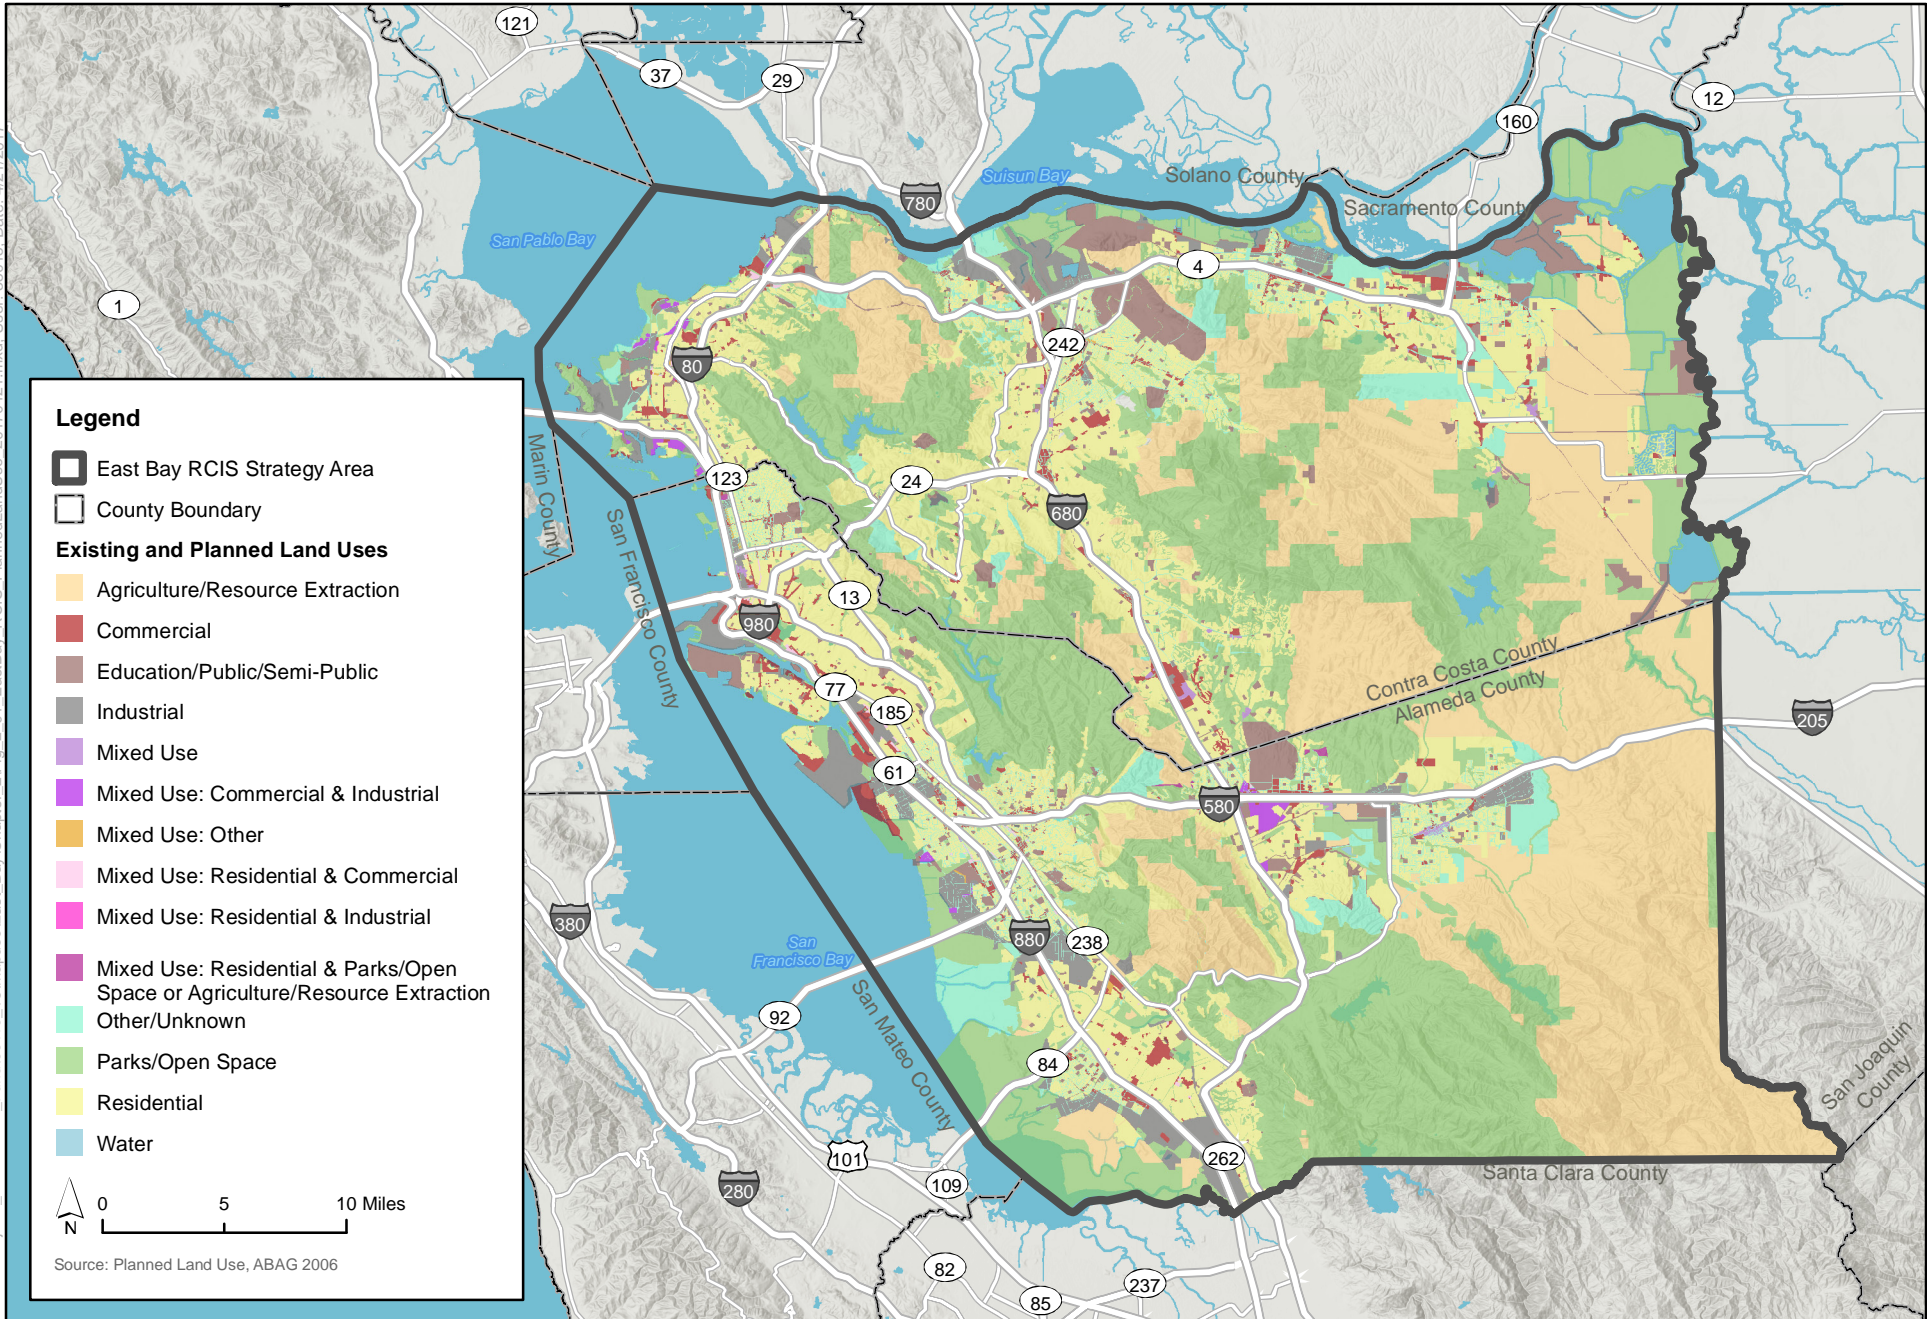 121
37
29
12
160
Solano County
Suisun Bay
780
Sacramento County
San Pablo Bay
4
1
242
80
Legend
East Bay RCIS Strategy Area
County Boundary
Existing and Planned Land Uses
Agriculture/Resource Extraction
Commercial
Education/Public/Semi-Public
Industrial
Mixed Use
Mixed Use: Commercial & Industrial
Mixed Use: Other
Mixed Use: Residential & Commercial
Mixed Use: Residential & Industrial
Mixed Use: Residential & Parks/Open
Space or Agriculture/Resource Extraction
Other/Unknown
Parks/Open Space
Residential
Water
0 5 10 Miles
N
Source: Planned Land Use, ABAG 2006
Marin County
123
24
680
San Francisco County
13
980
Contra Costa County
Alameda County
77
185
205
61
580
380
880
238
San
Francisco Bay
92
San Mateo County
84
San Joaquin
County
101
262
109
280
Santa Clara County
82
237
85